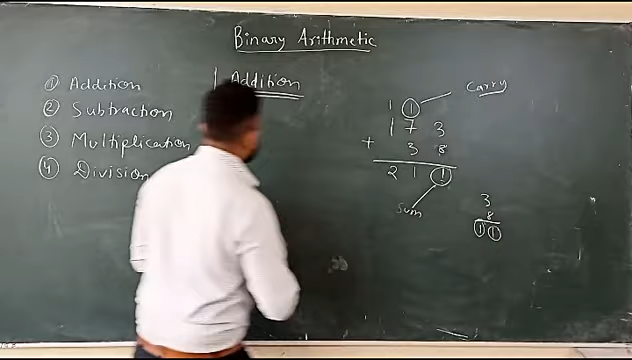 Binary Arithmetic
① Addition
② Subtraction
③ Multiplication
④ Division
1 Addition
1 ① Carry
1 7 3
+ 3 8
2 1 ①
Sum
3
8
① ①